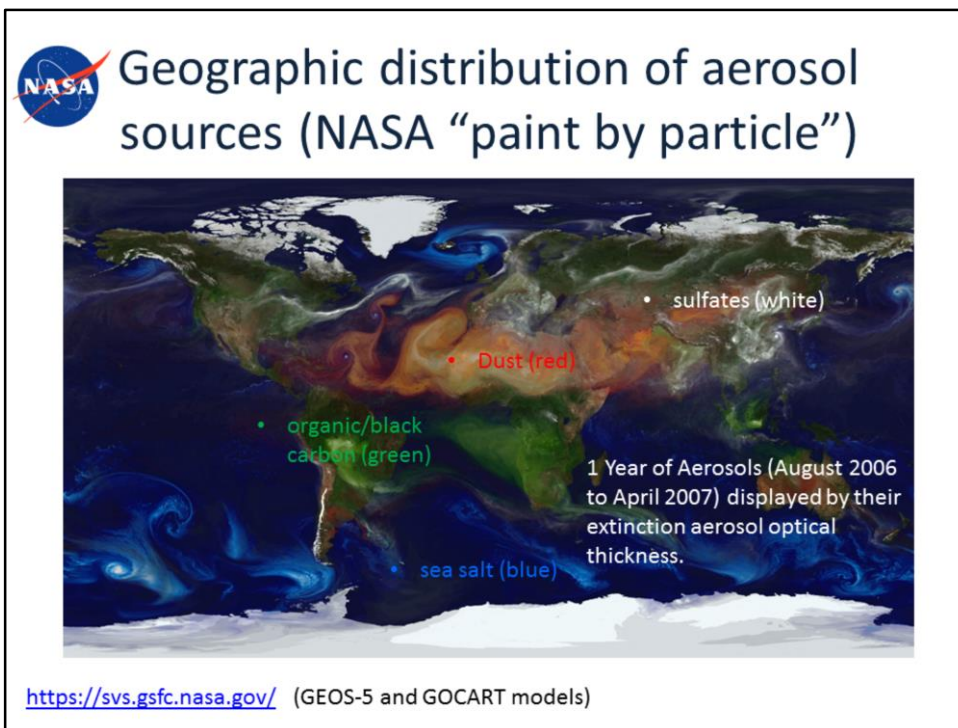 NASA
Geographic distribution of aerosol
sources (NASA “paint by particle”)
• sulfates (white)
• Dust (red)
• organic/black
carbon (green)
1 Year of Aerosols (August 2006
to April 2007) displayed by their
extinction aerosol optical
thickness.
• sea salt (blue)
https://svs.gsfc.nasa.gov/ (GEOS-5 and GOCART models)